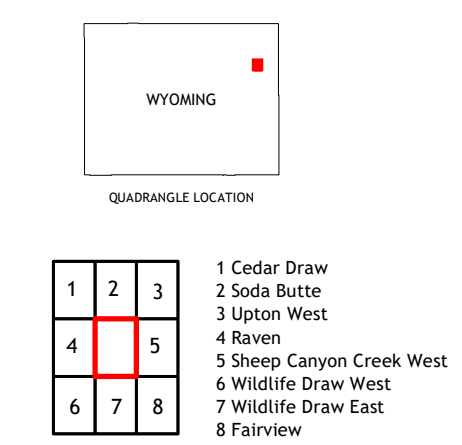 WYOMING
QUADRANGLE LOCATION
1 2 3
4 5
6 7 8
1 Cedar Draw
2 Soda Butte
3 Upton West
4 Raven
5 Sheep Canyon Creek West
6 Wildlife Draw West
7 Wildlife Draw East
8 Fairview